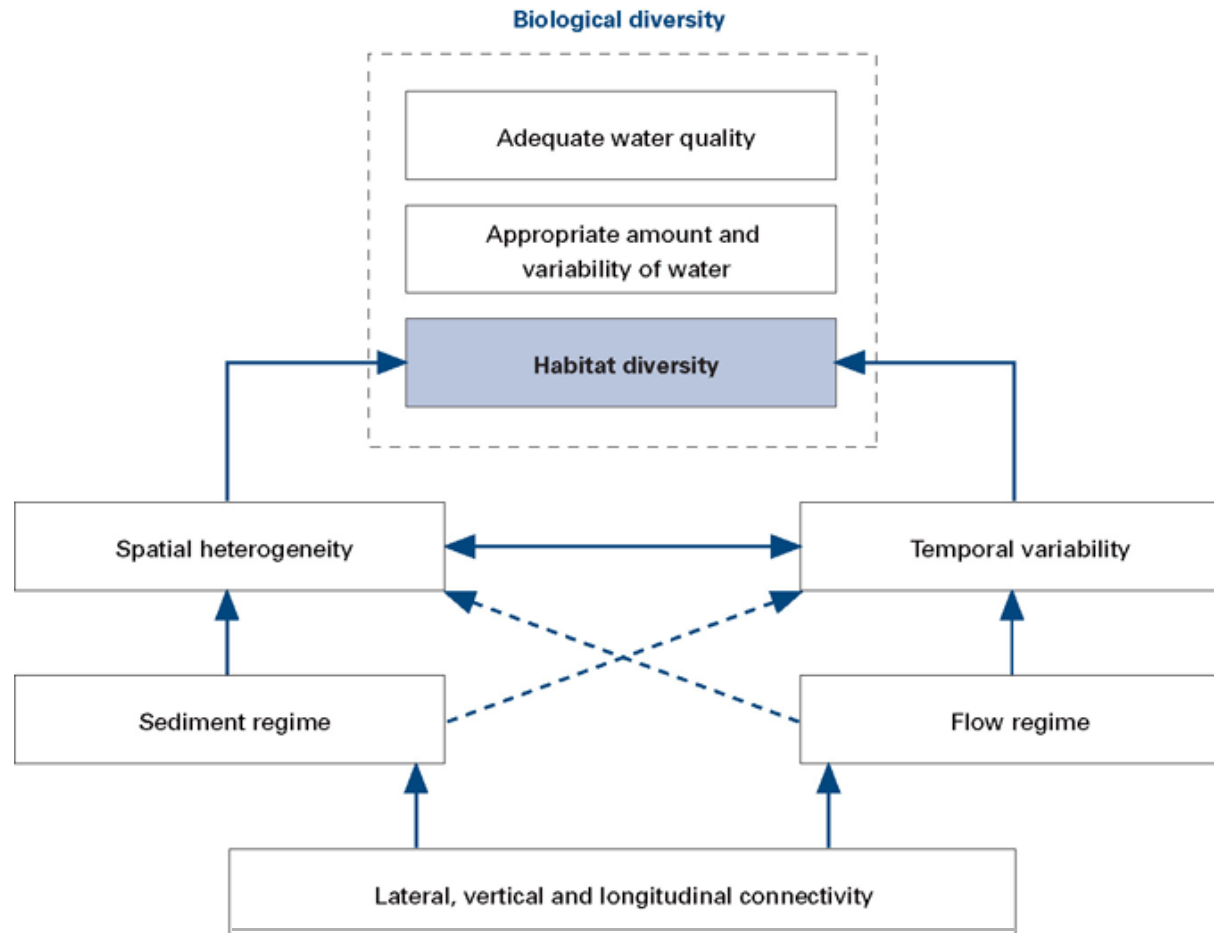 Biological diversity
Adequate water quality
Appropriate amount and
variability of water
Habitat diversity
Spatial heterogeneity
Temporal variability
Sediment regime
Flow regime
Lateral, vertical and longitudinal connectivity